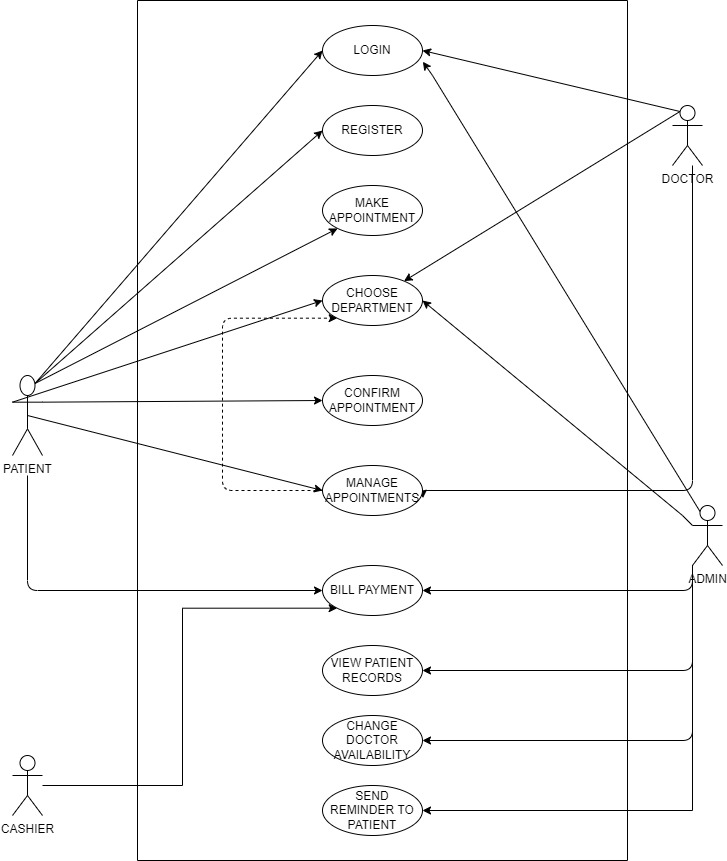 LOGIN
REGISTER
DOCTOR
MAKE
APPOINTMENT
CHOOSE
DEPARTMENT
CONFIRM
APPOINTMENT
PATIENT
MANAGE
APPOINTMENTS
ADMIN
BILL PAYMENT
VIEW PATIENT
RECORDS
CHANGE
DOCTOR
AVAILABILITY
SEND
REMINDER TO
PATIENT
CASHIER